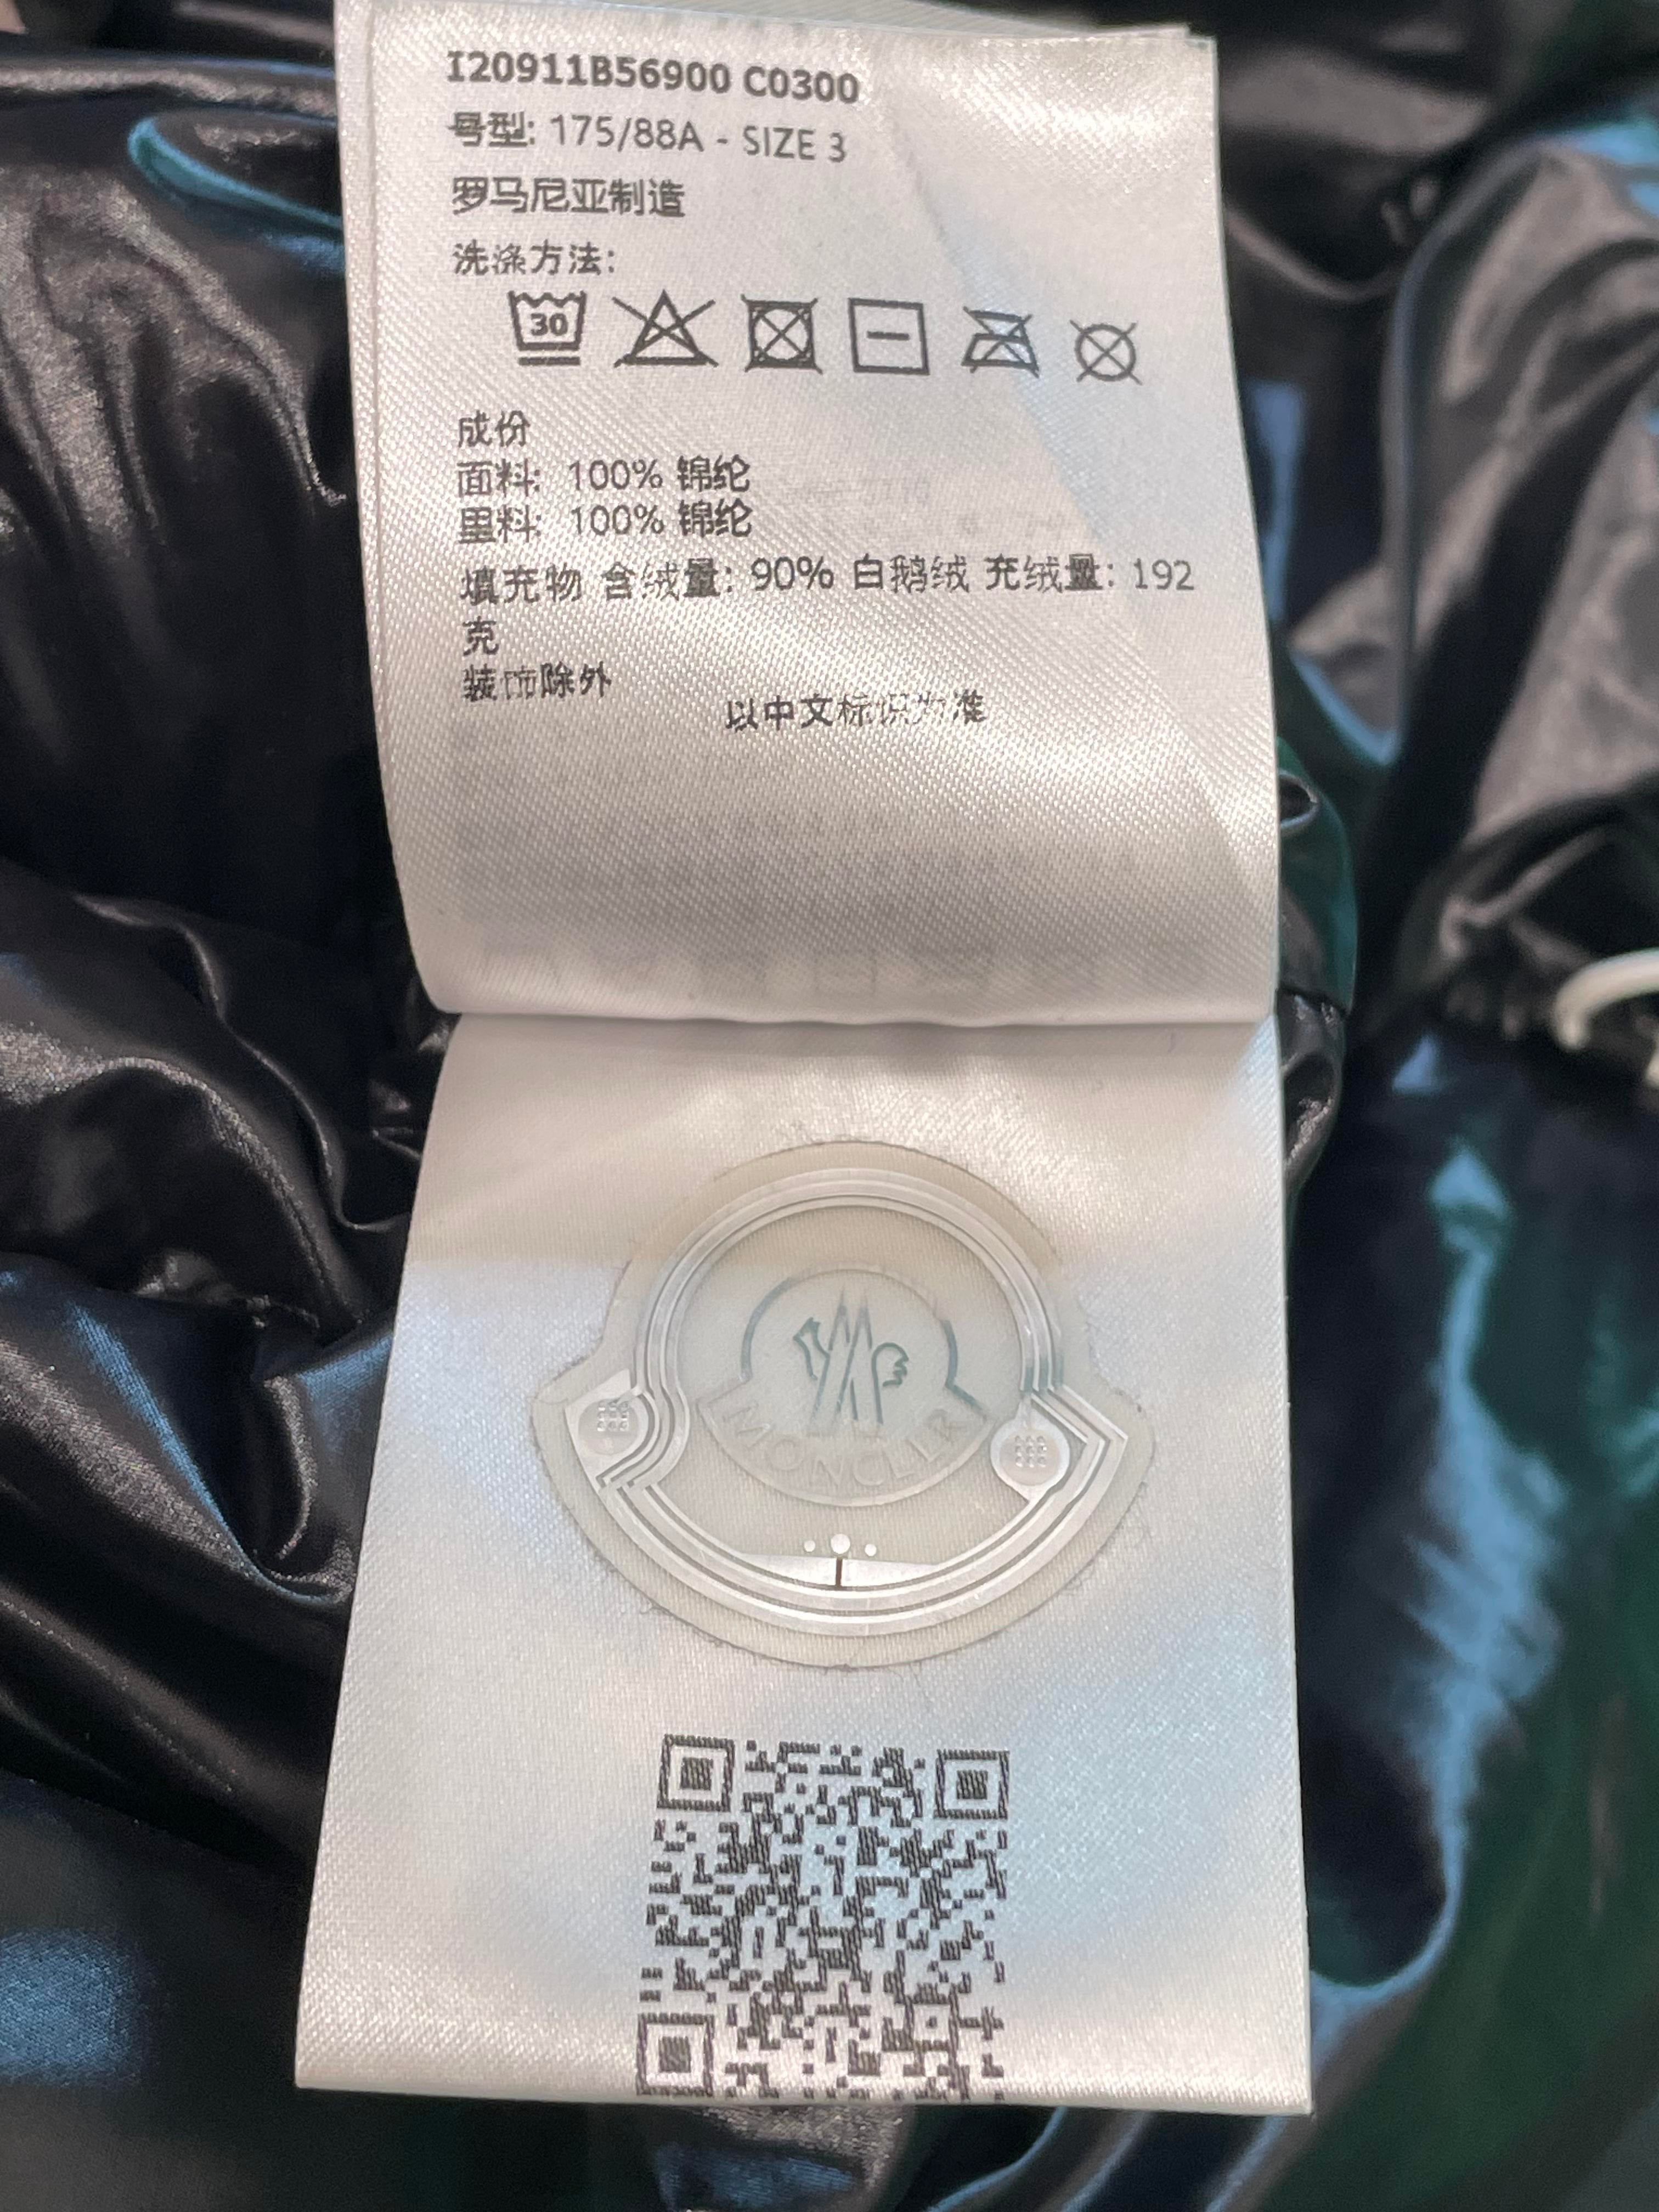 I20911B56900 C0300
号型: 175/88A - SIZE 3
罗马尼亚制造
洗涤方法:
30
成份
面料: 100% 锦纶
里料: 100% 锦纶
填充物 含绒量: 90% 白鹅绒 充绒量: 192
克
装饰除外
以中文标识为准
MONCLER